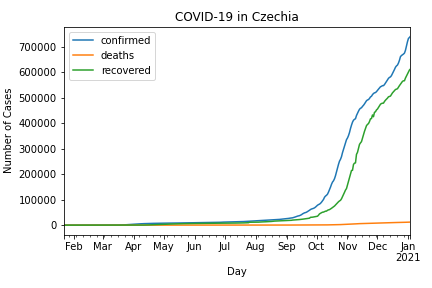 COVID-19 in Czechia
confirmed
deaths
recovered
700000
600000
500000
400000
300000
200000
100000
0
Number of Cases
Feb Mar Apr May Jun Jul Aug Sep Oct Nov Dec Jan
2021
Day